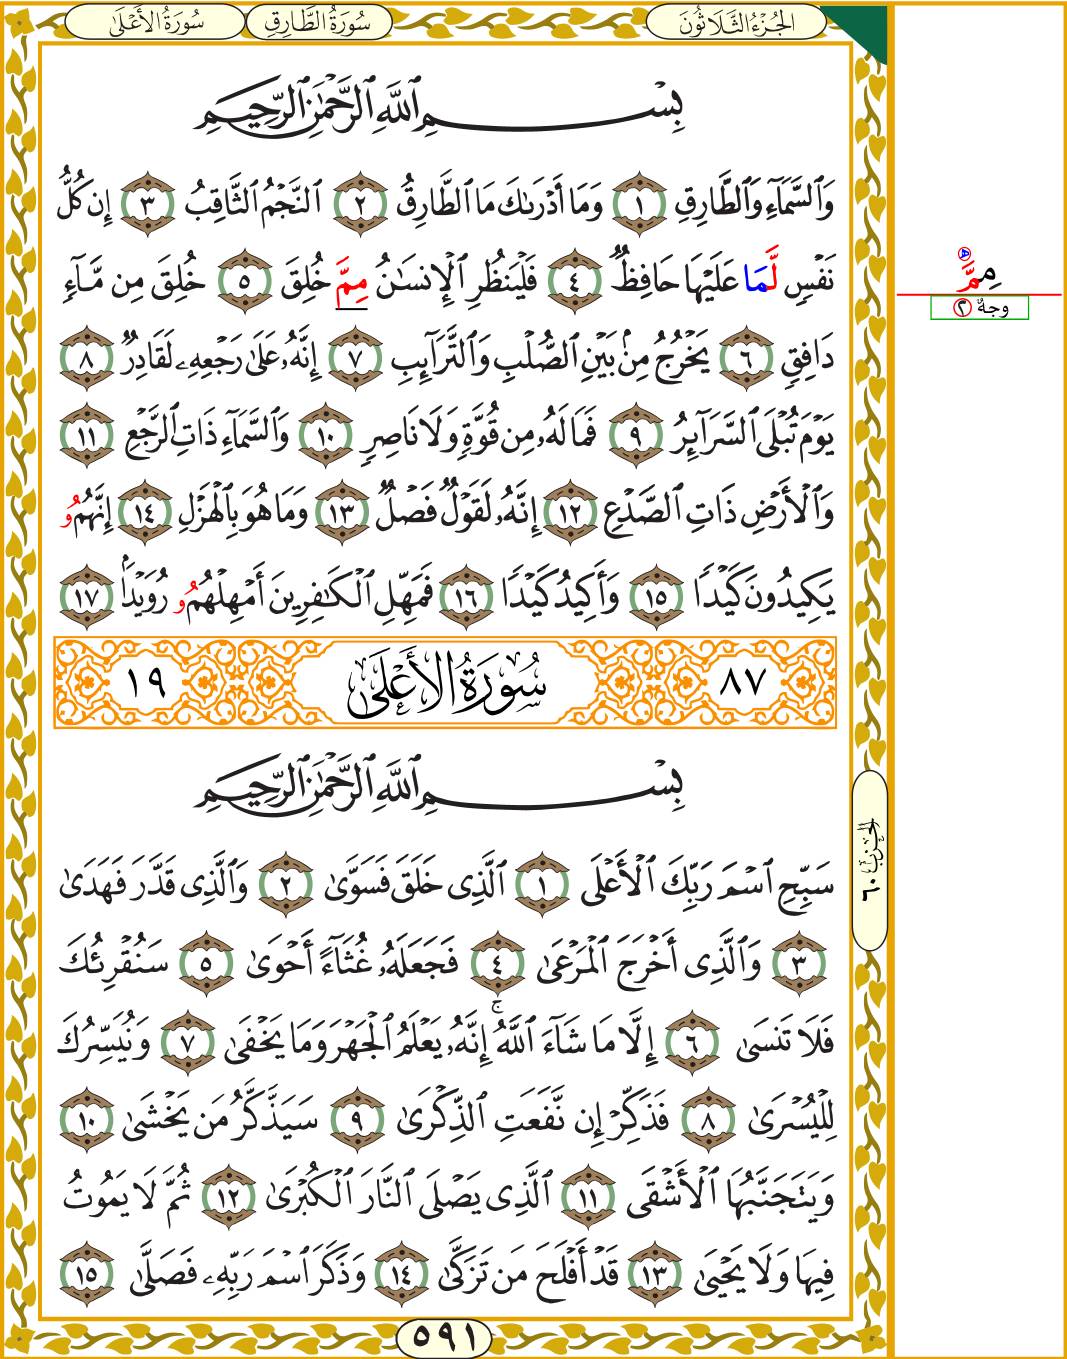 الجُزْءُ الثَّلَاثُونَ
سُورَةُ الطَّارِقِ
سُورَةُ الأَعْلَىٰ
بِسْمِ ٱللَّهِ ٱلرَّحْمَٰنِ ٱلرَّحِيمِ
وَٱلسَّمَآءِ وَٱلطَّارِقِ ١ وَمَآ أَدْرَىٰكَ مَا ٱلطَّارِقُ ٢ ٱلنَّجْمُ ٱلثَّاقِبُ ٣ إِن كُلُّ
نَفْسٍ لَّمَا عَلَيْهَا حَافِظٌ ٤ فَلْيَنظُرِ ٱلْإِنسَٰنُ مِمَّ خُلِقَ ٥ خُلِقَ مِن مَّآءٍ
دَافِقٍ ٦ يَخْرُجُ مِنۢ بَيْنِ ٱلصُّلْبِ وَٱلتَّرَآئِبِ ٧ إِنَّهُۥ عَلَىٰ رَجْعِهِۦ لَقَادِرٌ ٨
يَوْمَ تُبْلَى ٱلسَّرَآئِرُ ٩ فَمَا لَهُۥ مِن قُوَّةٍ وَلَا نَاصِرٍ ١٠ وَٱلسَّمَآءِ ذَاتِ ٱلرَّجْعِ ١١
وَٱلْأَرْضِ ذَاتِ ٱلصَّدْعِ ١٢ إِنَّهُۥ لَقَوْلٌ فَصْلٌ ١٣ وَمَا هُوَ بِٱلْهَزْلِ ١٤ إِنَّهُمُۥ
يَكِيدُونَ كَيْدًا ١٥ وَأَكِيدُ كَيْدًا ١٦ فَمَهِّلِ ٱلْكَٰفِرِينَ أَمْهِلْهُمُۥ رُوَيْدًۢا ١٧
٨٧ سُورَةُ الأَعْلَىٰ ١٩
بِسْمِ ٱللَّهِ ٱلرَّحْمَٰنِ ٱلرَّحِيمِ
سَبِّحِ ٱسْمَ رَبِّكَ ٱلْأَعْلَى ١ ٱلَّذِى خَلَقَ فَسَوَّىٰ ٢ وَٱلَّذِى قَدَّرَ فَهَدَىٰ
٣ وَٱلَّذِىٓ أَخْرَجَ ٱلْمَرْعَىٰ ٤ فَجَعَلَهُۥ غُثَآءً أَحْوَىٰ ٥ سَنُقْرِئُكَ
فَلَا تَنسَىٰٓ ٦ إِلَّا مَا شَآءَ ٱللَّهُ ۚ إِنَّهُۥ يَعْلَمُ ٱلْجَهْرَ وَمَا يَخْفَىٰ ٧ وَنُيَسِّرُكَ
لِلْيُسْرَىٰ ٨ فَذَكِّرْ إِن نَّفَعَتِ ٱلذِّكْرَىٰ ٩ سَيَذَّكَّرُ مَن يَخْشَىٰ ١٠
وَيَتَجَنَّبُهَا ٱلْأَشْقَى ١١ ٱلَّذِى يَصْلَى ٱلنَّارَ ٱلْكُبْرَىٰ ١٢ ثُمَّ لَا يَمُوتُ
فِيهَا وَلَا يَحْيَىٰ ١٣ قَدْ أَفْلَحَ مَن تَزَكَّىٰ ١٤ وَذَكَرَ ٱسْمَ رَبِّهِۦ فَصَلَّىٰ ١٥
٥٩١
الحزب ٦٠
مِمَّ
وجهٌ ٢